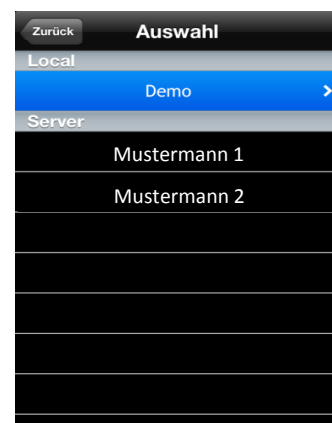 Zurück Auswahl
Local
Demo
Server
Mustermann 1
Mustermann 2